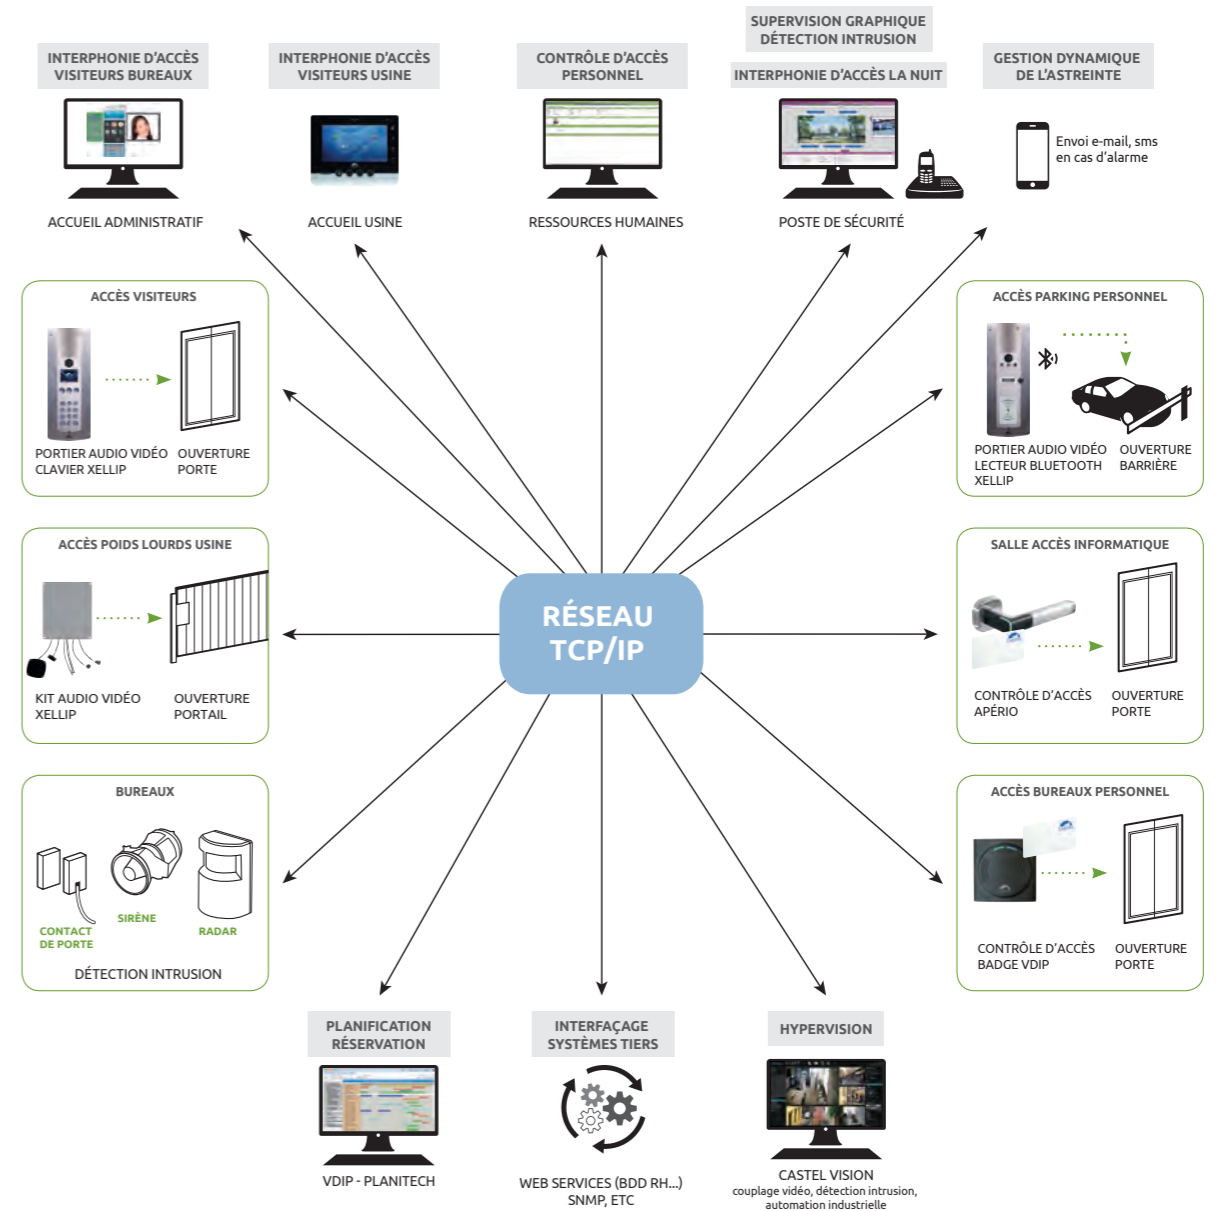 INTERPHONIE D'ACCÈS
VISITEURS BUREAUX
ACCUEIL ADMINISTRATIF
INTERPHONIE D'ACCÈS
VISITEURS USINE
ACCUEIL USINE
CONTRÔLE D'ACCÈS
PERSONNEL
RESSOURCES HUMAINES
SUPERVISION GRAPHIQUE
DÉTECTION INTRUSION
INTERPHONIE D'ACCÈS LA NUIT
POSTE DE SÉCURITÉ
GESTION DYNAMIQUE
DE L'ASTREINTE
Envoi e-mail, sms
en cas d'alarme
ACCÈS VISITEURS
PORTIER AUDIO VIDÉO
CLAVIER XELLIP
OUVERTURE
PORTE
ACCÈS PARKING PERSONNEL
PORTIER AUDIO VIDÉO
LECTEUR BLUETOOTH
XELLIP
OUVERTURE
BARRIÈRE
ACCÈS POIDS LOURDS USINE
KIT AUDIO VIDÉO
XELLIP
OUVERTURE
PORTAIL
RÉSEAU
TCP/IP
SALLE ACCÈS INFORMATIQUE
CONTRÔLE D'ACCÈS
APÉRIO
OUVERTURE
PORTE
BUREAUX
CONTACT
DE PORTE
SIRÈNE
RADAR
DÉTECTION INTRUSION
ACCÈS BUREAUX PERSONNEL
CONTRÔLE D'ACCÈS
BADGE VDIP
OUVERTURE
PORTE
PLANIFICATION
RÉSERVATION
VDIP - PLANITECH
INTERFAÇAGE
SYSTÈMES TIERS
WEB SERVICES (BDD RH...)
SNMP, ETC
HYPERVISION
CASTEL VISION
couplage vidéo, détection intrusion,
automation industrielle